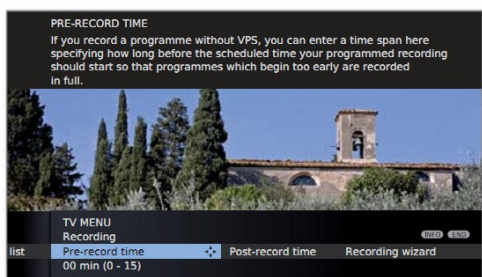 PRE-RECORD TIME
If you record a programme without VPS, you can enter a time span here
specifying how long before the scheduled time your programmed recording
should start so that programmes which begin too early are recorded
in full.
TV MENU
Recording
INFO END
list Pre-record time Post-record time Recording wizard
00 min (0 - 15)